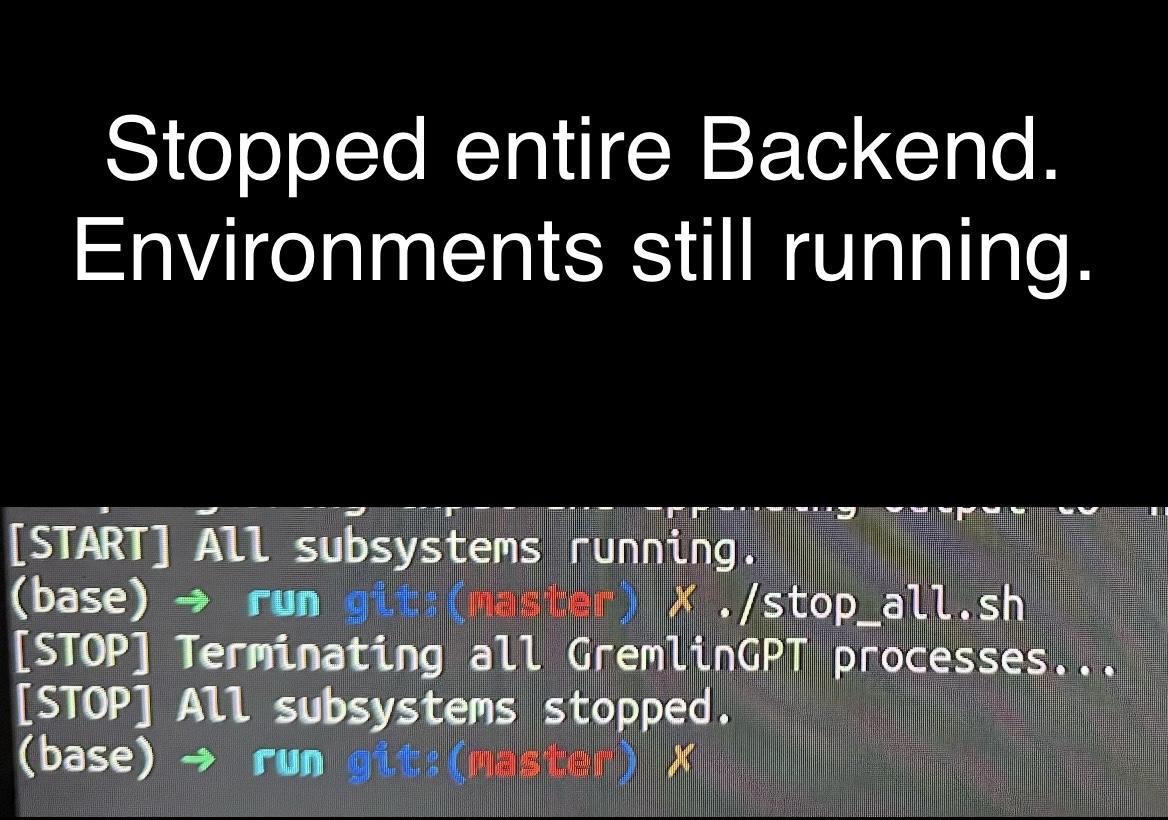 Stopped entire Backend.
Environments still running.
[START] All subsystems running.
(base) → run git:(master) ✗ ./stop_all.sh
[STOP] Terminating all GremlinGPT processes...
[STOP] All subsystems stopped.
(base) → run git:(master) ✗